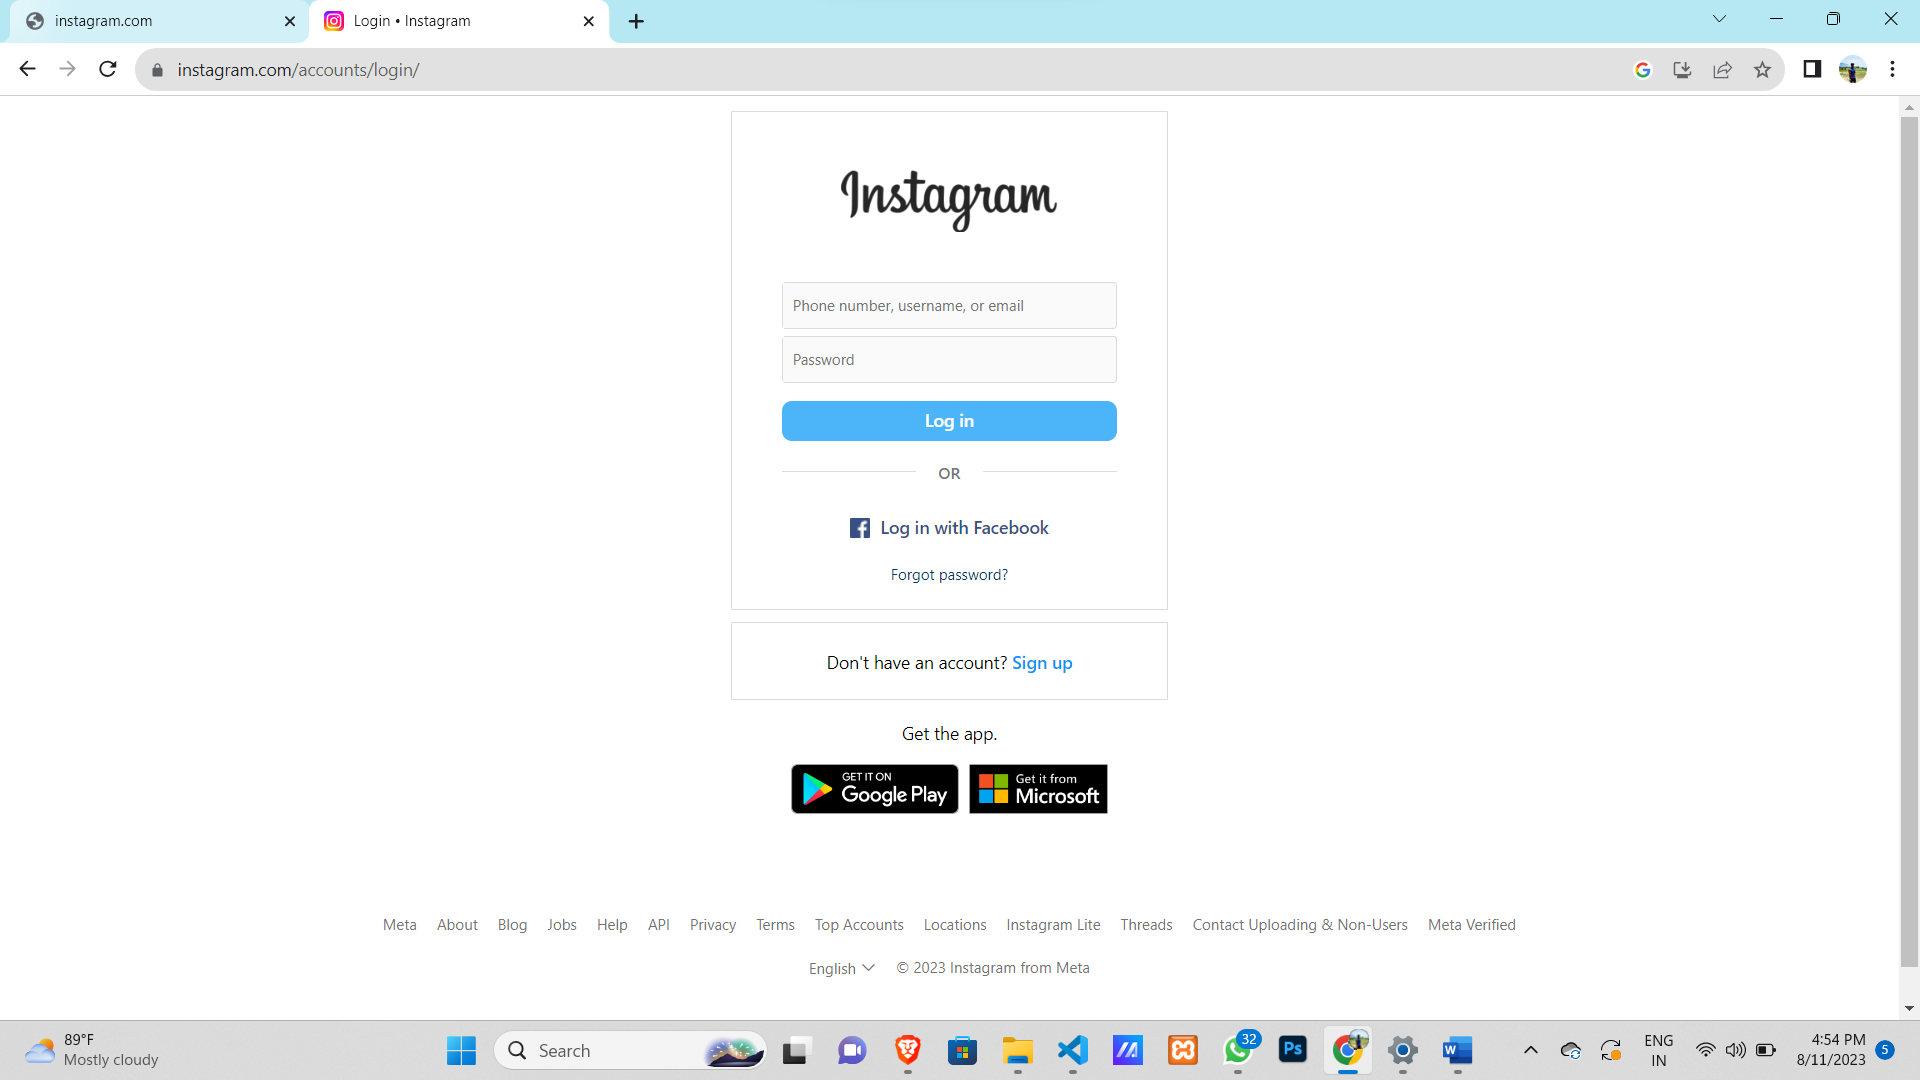 instagram.com
Login • Instagram
instagram.com/accounts/login/
Instagram
Phone number, username, or email
Password
Log in
OR
Log in with Facebook
Forgot password?
Don't have an account? Sign up
Get the app.
GET IT ON
Google Play
Get it from
Microsoft
Meta About Blog Jobs Help API Privacy Terms Top Accounts Locations Instagram Lite Threads Contact Uploading & Non-Users Meta Verified
English © 2023 Instagram from Meta
89°F
Mostly cloudy
Search
32
Ps
W
ENG
IN
4:54 PM
8/11/2023
5